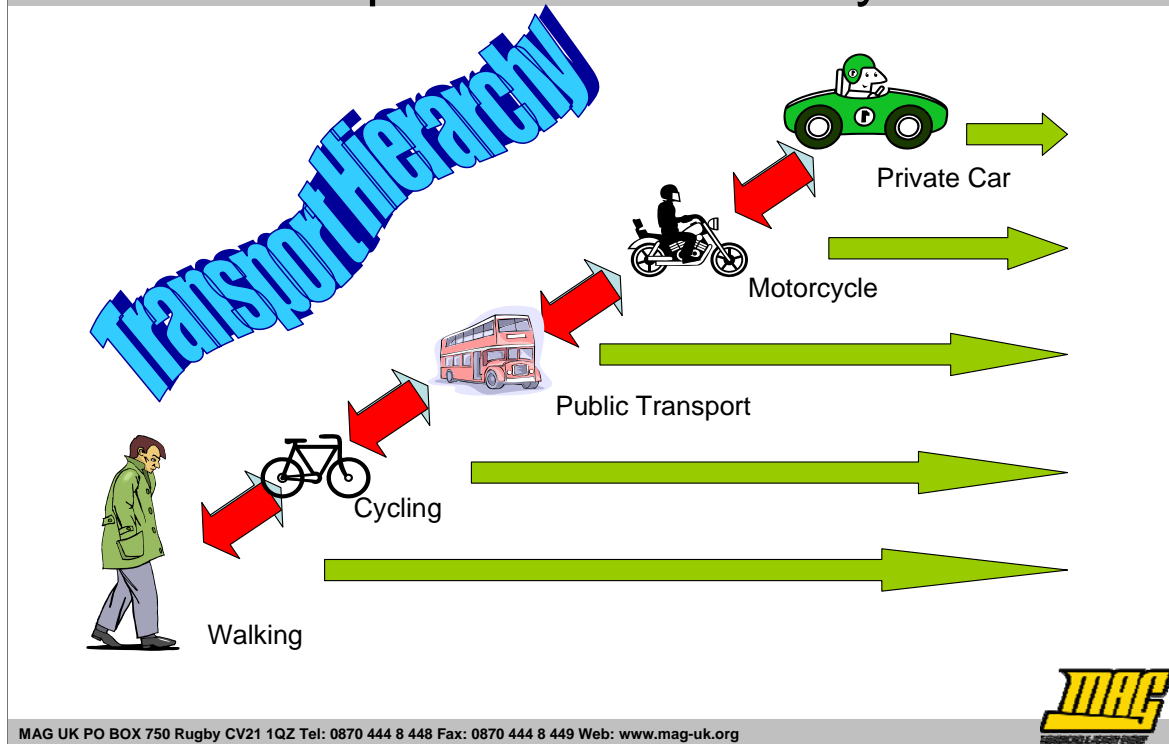 Transport Hierarchy
Private Car
Motorcycle
Public Transport
Cycling
Walking
MAG
MAG UK PO BOX 750 Rugby CV21 1QZ Tel: 0870 444 8 448 Fax: 0870 444 8 449 Web: www.mag-uk.org